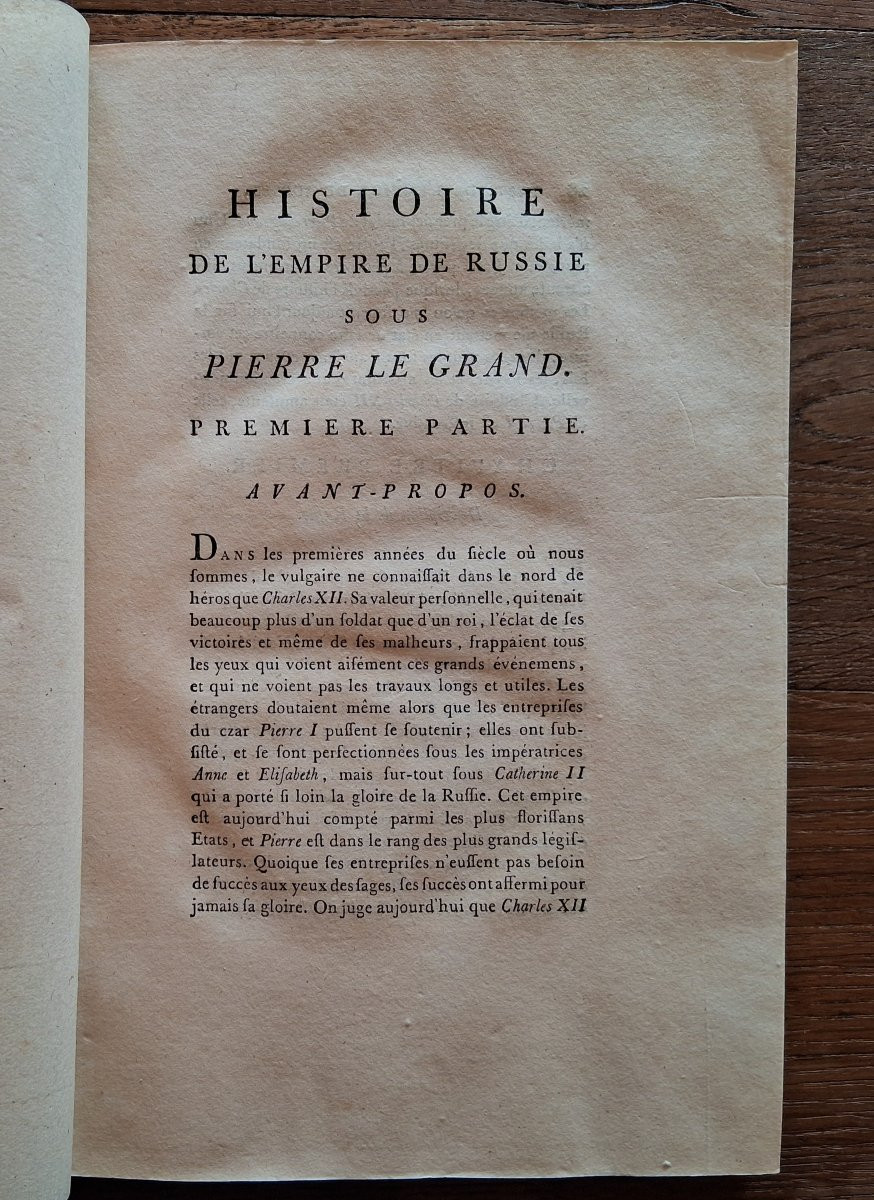 HISTOIRE
DE L'EMPIRE DE RUSSIE
SOUS
PIERRE LE GRAND.
PREMIERE PARTIE.
AVANT-PROPOS.
DANS les premières années du ſiècle où nous
ſommes, le vulgaire ne connaiſſait dans le nord de
héros que Charles XII. Sa valeur perſonnelle, qui tenait
beaucoup plus d'un ſoldat que d'un roi, l'éclat de ſes
victoires et même de ſes malheurs, frappaient tous
les yeux qui voient aiſément ces grands événemens,
et qui ne voient pas les travaux longs et utiles. Les
étrangers doutaient même alors que les entrepriſes
du czar Pierre I puſſent ſe ſoutenir; elles ont ſub-
ſiſté, et ſe ſont perfectionnées ſous les impératrices
Anne et Eliſabeth, mais ſur-tout ſous Catherine II
qui a porté ſi loin la gloire de la Ruſſie. Cet empire
eſt aujourd'hui compté parmi les plus floriſſans
Etats, et Pierre eſt dans le rang des plus grands légiſ-
lateurs. Quoique ſes entrepriſes n'euſſent pas beſoin
de ſuccès aux yeux des ſages, ſes ſuccès ont affermi pour
jamais ſa gloire. On juge aujourd'hui que Charles XII